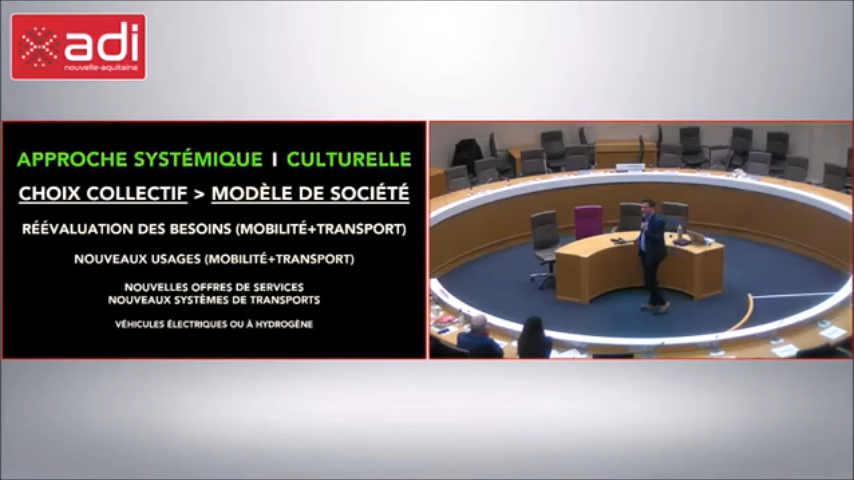 adi
nouvelle-aquitaine
APPROCHE SYSTÉMIQUE I CULTURELLE
CHOIX COLLECTIF > MODÈLE DE SOCIÉTÉ
RÉÉVALUATION DES BESOINS (MOBILITÉ+TRANSPORT)
NOUVEAUX USAGES (MOBILITÉ+TRANSPORT)
NOUVELLES OFFRES DE SERVICES
NOUVEAUX SYSTÈMES DE TRANSPORTS
VÉHICULES ÉLECTRIQUES OU À HYDROGÈNE